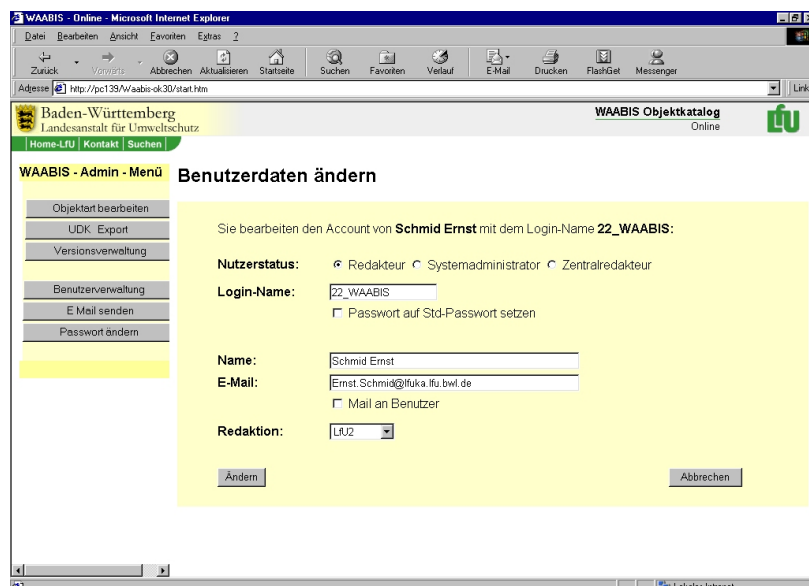 WAABIS - Online - Microsoft Internet Explorer
Datei Bearbeiten Ansicht Favoriten Extras ?
Zurück Vorwärts Abbrechen Aktualisieren Startseite Suchen Favoriten Verlauf E-Mail Drucken FlashGet Messenger
Adresse http://pc139/Waabis-ok30/start.htm Link
Baden-Württemberg
Landesanstalt für Umweltschutz
WAABIS Objektkatalog
Online
LfU
Home-LfU Kontakt Suchen
WAABIS - Admin - Menü
Objektart bearbeiten
UDK Export
Versionsverwaltung
Benutzerverwaltung
E Mail senden
Passwort ändern
Benutzerdaten ändern
Sie bearbeiten den Account von Schmid Ernst mit dem Login-Name 22_WAABIS:
Nutzerstatus: Redakteur Systemadministrator Zentralredakteur
Login-Name: 22_WAABIS
Passwort auf Std-Passwort setzen
Name: Schmid Ernst
E-Mail: Ernst.Schmid@lfuka.lfu.bwl.de
Mail an Benutzer
Redaktion: LfU2
Ändern Abbrechen
Lokales Intranet